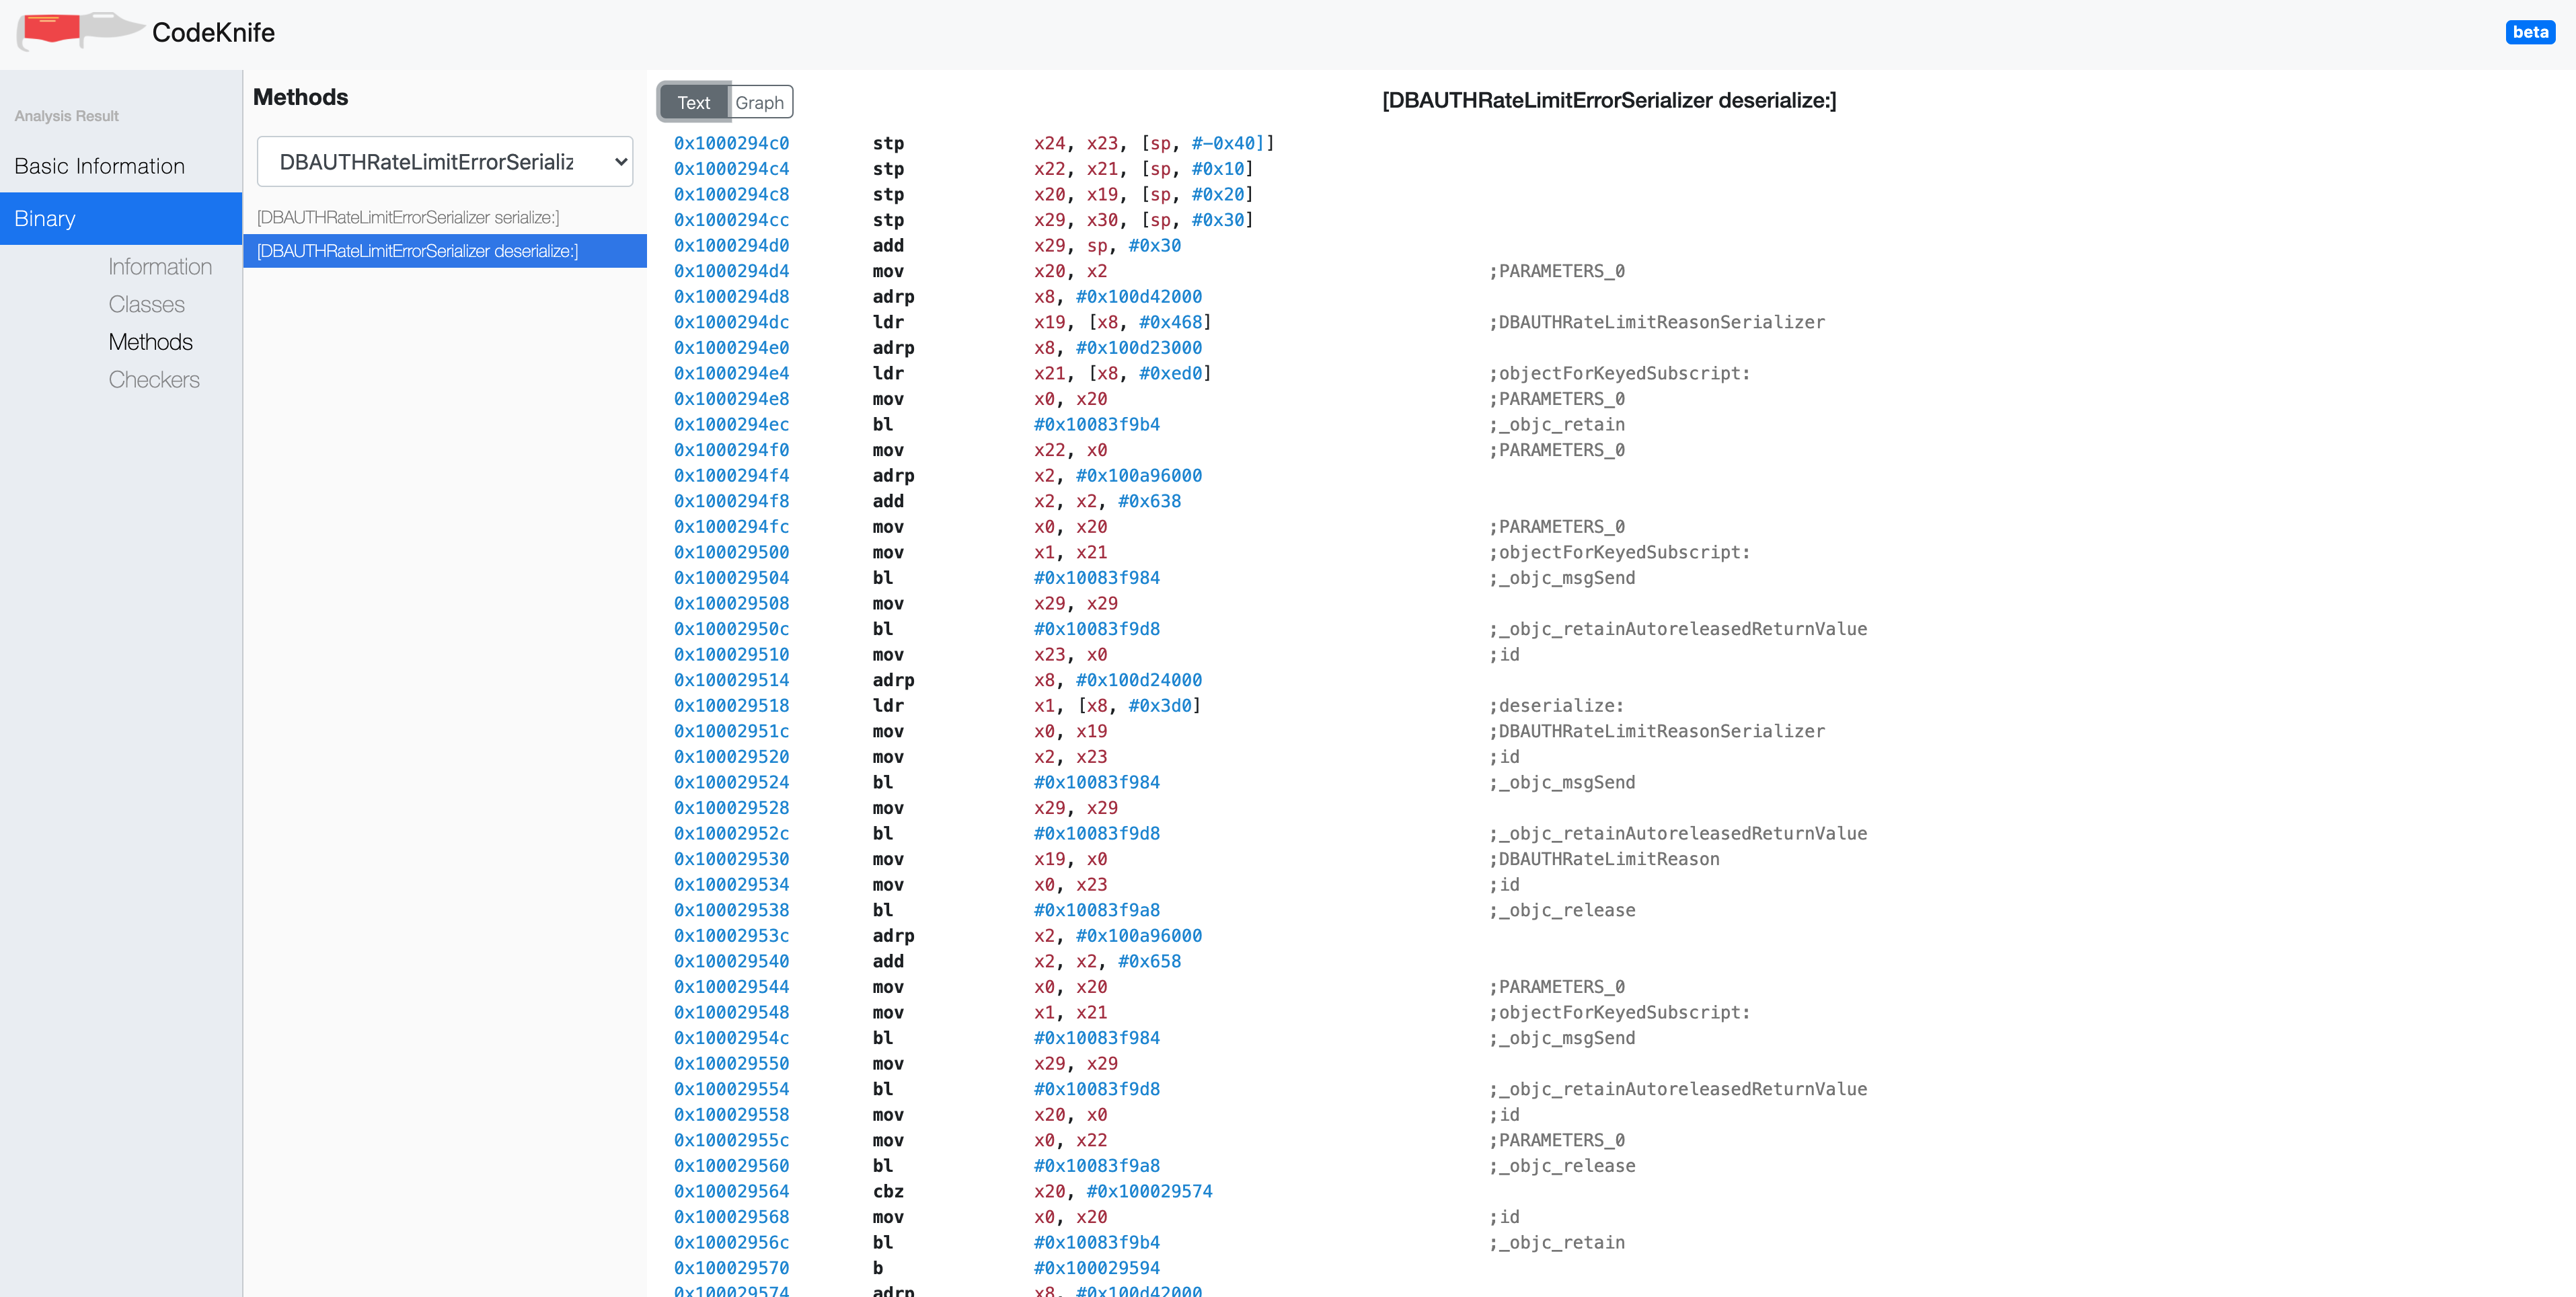 CodeKnife
beta
Analysis Result
Basic Information
Binary
Information
Classes
Methods
Checkers
Methods
DBAUTHRateLimitErrorSerializ
[DBAUTHRateLimitErrorSerializer serialize:]
[DBAUTHRateLimitErrorSerializer deserialize:]
Text Graph
[DBAUTHRateLimitErrorSerializer deserialize:]
0x1000294c0 stp x24, x23, [sp, #-0x40]]
0x1000294c4 stp x22, x21, [sp, #0x10]
0x1000294c8 stp x20, x19, [sp, #0x20]
0x1000294cc stp x29, x30, [sp, #0x30]
0x1000294d0 add x29, sp, #0x30
0x1000294d4 mov x20, x2 ;PARAMETERS_0
0x1000294d8 adrp x8, #0x100d42000
0x1000294dc ldr x19, [x8, #0x468] ;DBAUTHRateLimitReasonSerializer
0x1000294e0 adrp x8, #0x100d23000
0x1000294e4 ldr x21, [x8, #0xed0] ;objectForKeyedSubscript:
0x1000294e8 mov x0, x20 ;PARAMETERS_0
0x1000294ec bl #0x10083f9b4 ;_objc_retain
0x1000294f0 mov x22, x0 ;PARAMETERS_0
0x1000294f4 adrp x2, #0x100a96000
0x1000294f8 add x2, x2, #0x638
0x1000294fc mov x0, x20 ;PARAMETERS_0
0x100029500 mov x1, x21 ;objectForKeyedSubscript:
0x100029504 bl #0x10083f984 ;_objc_msgSend
0x100029508 mov x29, x29
0x10002950c bl #0x10083f9d8 ;_objc_retainAutoreleasedReturnValue
0x100029510 mov x23, x0 ;id
0x100029514 adrp x8, #0x100d24000
0x100029518 ldr x1, [x8, #0x3d0] ;deserialize:
0x10002951c mov x0, x19 ;DBAUTHRateLimitReasonSerializer
0x100029520 mov x2, x23 ;id
0x100029524 bl #0x10083f984 ;_objc_msgSend
0x100029528 mov x29, x29
0x10002952c bl #0x10083f9d8 ;_objc_retainAutoreleasedReturnValue
0x100029530 mov x19, x0 ;DBAUTHRateLimitReason
0x100029534 mov x0, x23 ;id
0x100029538 bl #0x10083f9a8 ;_objc_release
0x10002953c adrp x2, #0x100a96000
0x100029540 add x2, x2, #0x658
0x100029544 mov x0, x20 ;PARAMETERS_0
0x100029548 mov x1, x21 ;objectForKeyedSubscript:
0x10002954c bl #0x10083f984 ;_objc_msgSend
0x100029550 mov x29, x29
0x100029554 bl #0x10083f9d8 ;_objc_retainAutoreleasedReturnValue
0x100029558 mov x20, x0 ;id
0x10002955c mov x0, x22 ;PARAMETERS_0
0x100029560 bl #0x10083f9a8 ;_objc_release
0x100029564 cbz x20, #0x100029574
0x100029568 mov x0, x20 ;id
0x10002956c bl #0x10083f9b4 ;_objc_retain
0x100029570 b #0x100029594
0x100029574 adrp x8, #0x100d42000